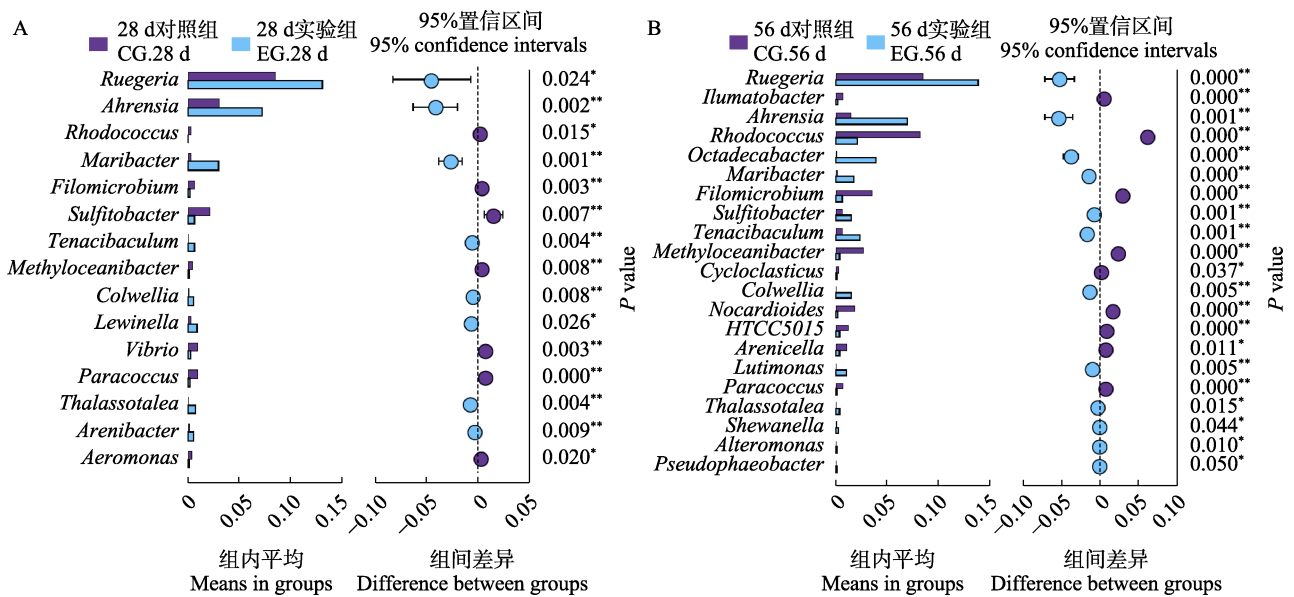 A
28 d对照组
CG.28 d
28 d实验组
EG.28 d
95%置信区间
95% confidence intervals
Ruegeria 0.024*
Ahrensia 0.002**
Rhodococcus 0.015*
Maribacter 0.001**
Filomicrobium 0.003**
Sulfitobacter 0.007**
Tenacibaculum 0.004**
Methyloceanibacter 0.008**
Colwellia 0.008**
Lewinella 0.026*
Vibrio 0.003**
Paracoccus 0.000**
Thalassotalea 0.004**
Arenibacter 0.009**
Aeromonas 0.020*
P value
0 0.05 0.10 0.15
−0.10 −0.05 0 0.05
组内平均
Means in groups
组间差异
Difference between groups
B
56 d对照组
CG.56 d
56 d实验组
EG.56 d
95%置信区间
95% confidence intervals
Ruegeria 0.000**
Ilumatobacter 0.000**
Ahrensia 0.001**
Rhodococcus 0.000**
Octadecabacter 0.000**
Maribacter 0.000**
Filomicrobium 0.000**
Sulfitobacter 0.001**
Tenacibaculum 0.001**
Methyloceanibacter 0.000**
Cycloclasticus 0.037*
Colwellia 0.005**
Nocardioides 0.000**
HTCC5015 0.000**
Arenicella 0.011*
Lutimonas 0.005**
Paracoccus 0.000**
Thalassotalea 0.015*
Shewanella 0.044*
Alteromonas 0.010*
Pseudophaeobacter 0.050*
P value
0 0.05 0.10 0.15
−0.10 −0.05 0 0.05 0.10
组内平均
Means in groups
组间差异
Difference between groups